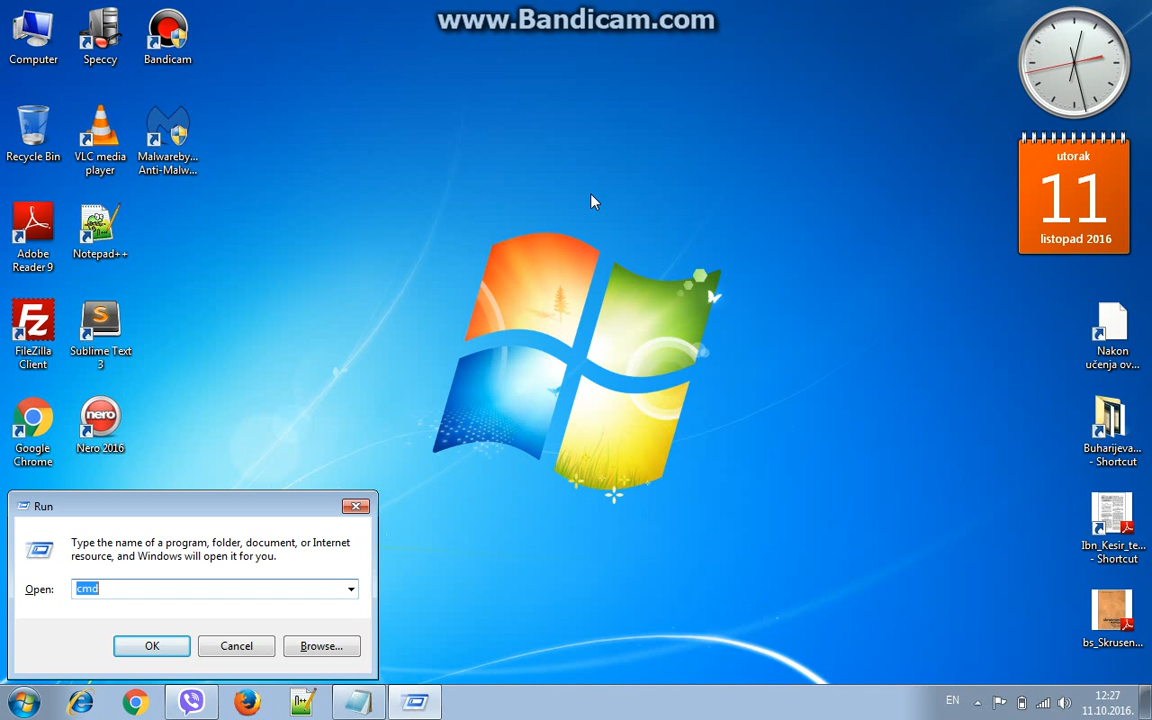 www.Bandicam.com
Computer
Speccy
Bandicam
Recycle Bin
VLC media
player
Malwareby...
Anti-Malw...
Adobe
Reader 9
Notepad++
FileZilla
Client
Sublime Text
3
Google
Chrome
nero
Nero 2016
utorak
11
listopad 2016
Nakon
učenja ov...
Buharijeva...
- Shortcut
Ibn_Kesir_te...
- Shortcut
bs_Skrusen...
Run
Type the name of a program, folder, document, or Internet
resource, and Windows will open it for you.
Open:
cmd
OK
Cancel
Browse...
EN
12:27
11.10.2016.